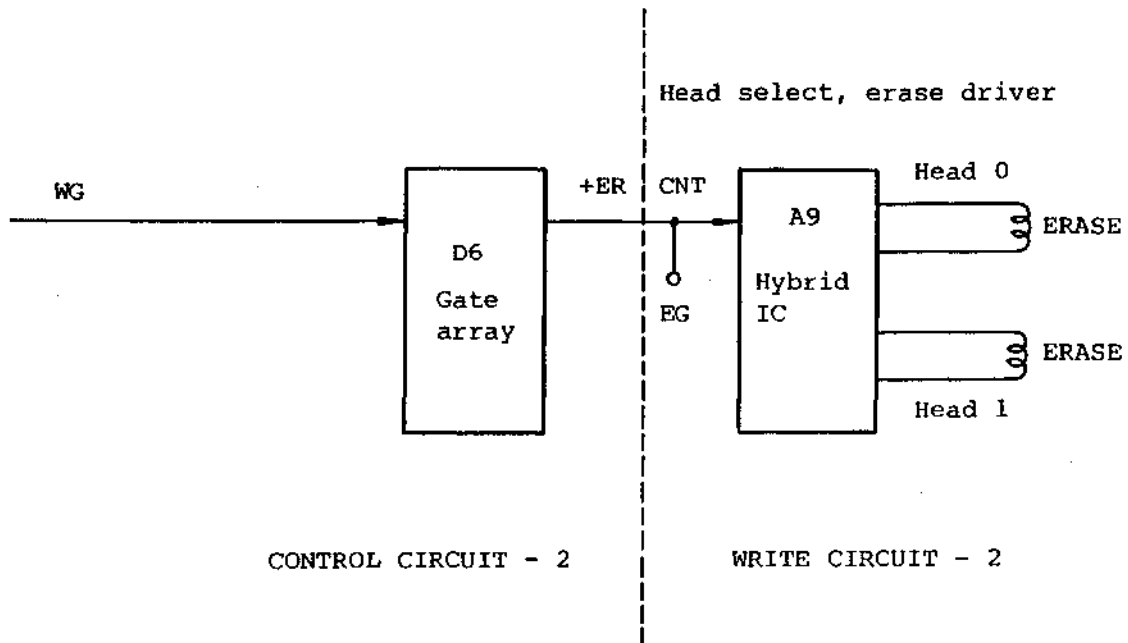 Head select, erase driver
WG
+ER
CNT
Head 0
D6
Gate
array
EG
A9
Hybrid
IC
ERASE
ERASE
Head 1
CONTROL CIRCUIT - 2
WRITE CIRCUIT - 2